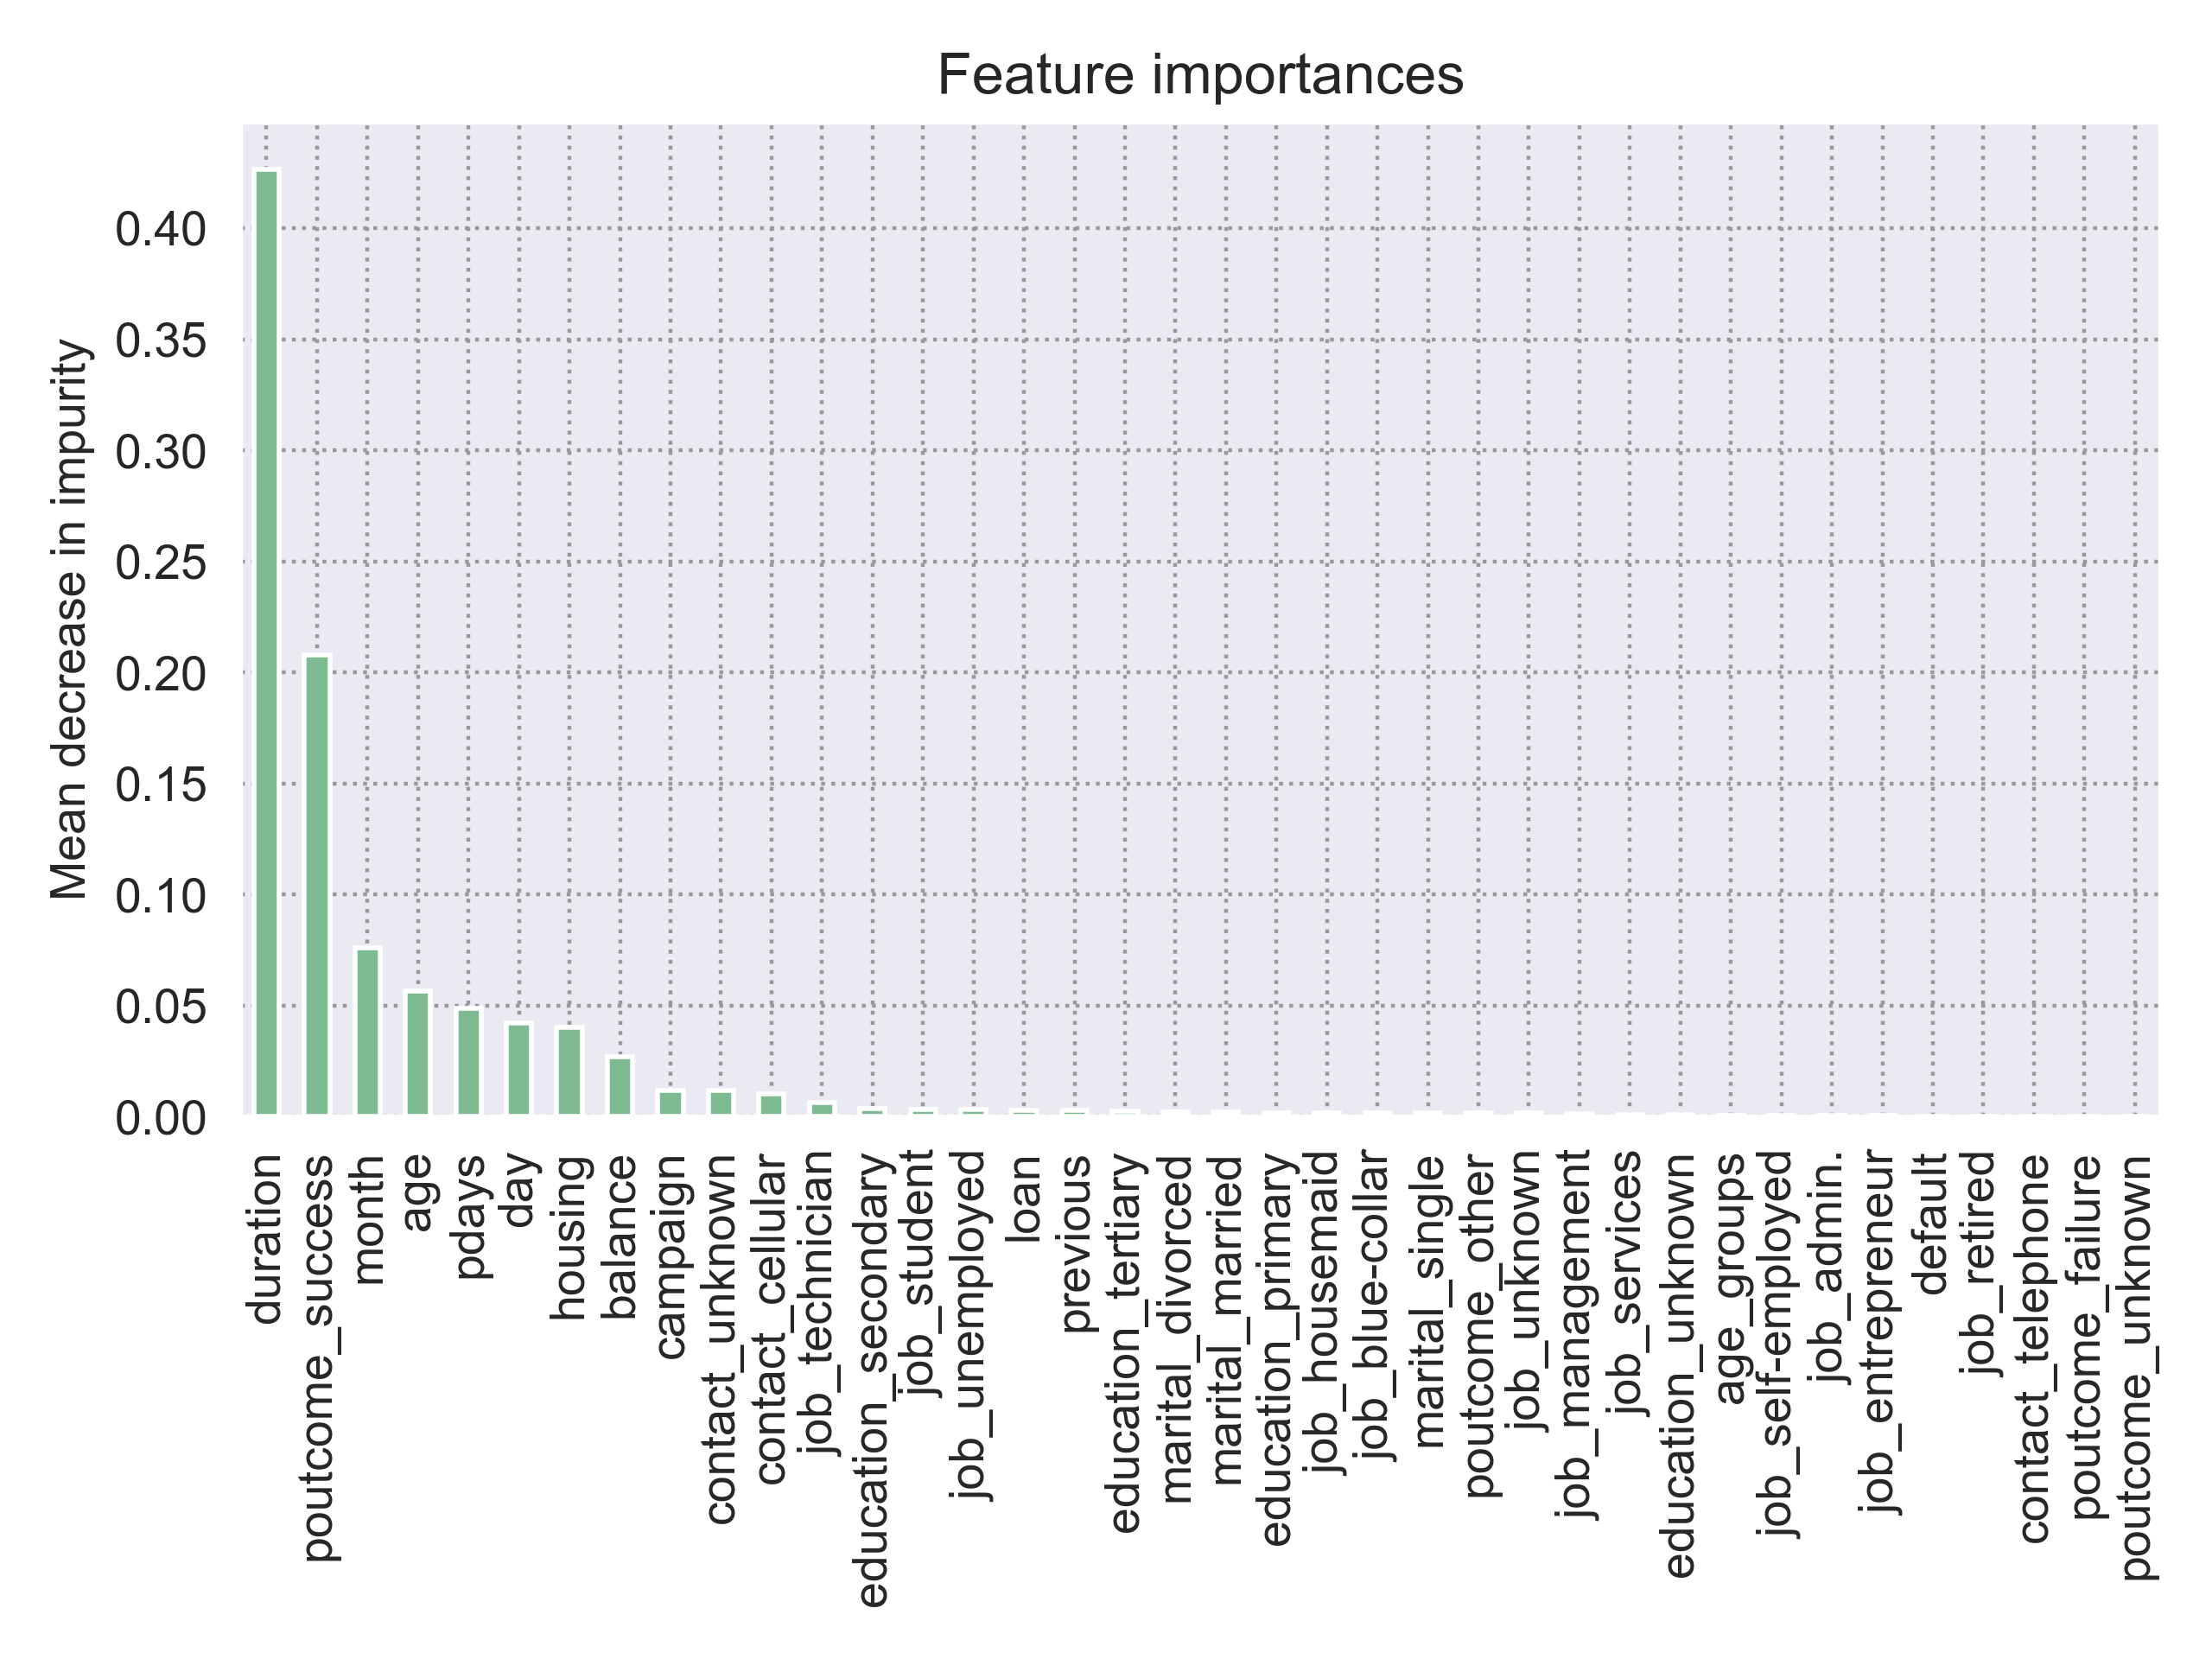 Feature importances
Mean decrease in impurity
0.40
0.35
0.30
0.25
0.20
0.15
0.10
0.05
0.00
duration
poutcome_success
month
age
pdays
day
housing
balance
campaign
contact_unknown
contact_cellular
job_technician
education_secondary
job_student
job_unemployed
loan
previous
education_tertiary
marital_divorced
marital_married
education_primary
job_housemaid
job_blue-collar
marital_single
poutcome_other
job_unknown
job_management
job_services
education_unknown
age_groups
job_self-employed
job_admin.
job_entrepreneur
default
job_retired
contact_telephone
poutcome_failure
poutcome_unknown